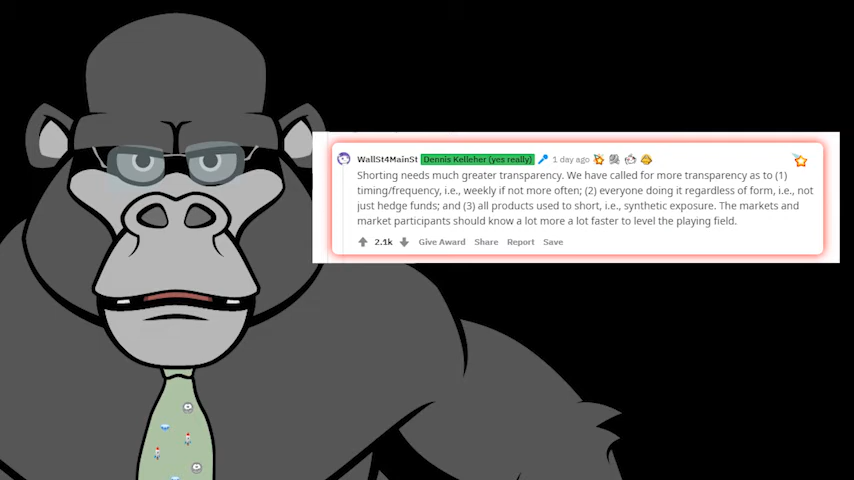 WallSt4MainSt Dennis Kelleher (yes really) 1 day ago
Shorting needs much greater transparency. We have called for more transparency as to (1)
timing/frequency, i.e., weekly if not more often; (2) everyone doing it regardless of form, i.e., not
just hedge funds; and (3) all products used to short, i.e., synthetic exposure. The markets and
market participants should know a lot more a lot faster to level the playing field.
2.1k Give Award Share Report Save